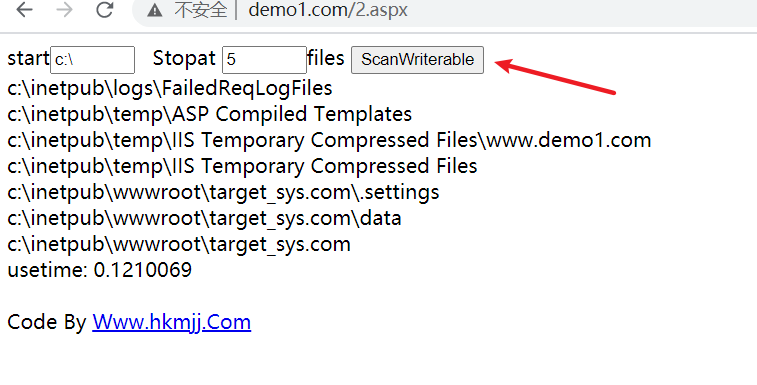 不安全 | demo1.com/2.aspx
start c:\ Stopat 5 files ScanWriterable
c:\inetpub\logs\FailedReqLogFiles
c:\inetpub\temp\ASP Compiled Templates
c:\inetpub\temp\IIS Temporary Compressed Files\www.demo1.com
c:\inetpub\temp\IIS Temporary Compressed Files
c:\inetpub\wwwroot\target_sys.com\.settings
c:\inetpub\wwwroot\target_sys.com\data
c:\inetpub\wwwroot\target_sys.com
usetime: 0.1210069
Code By Www.hkmjj.Com